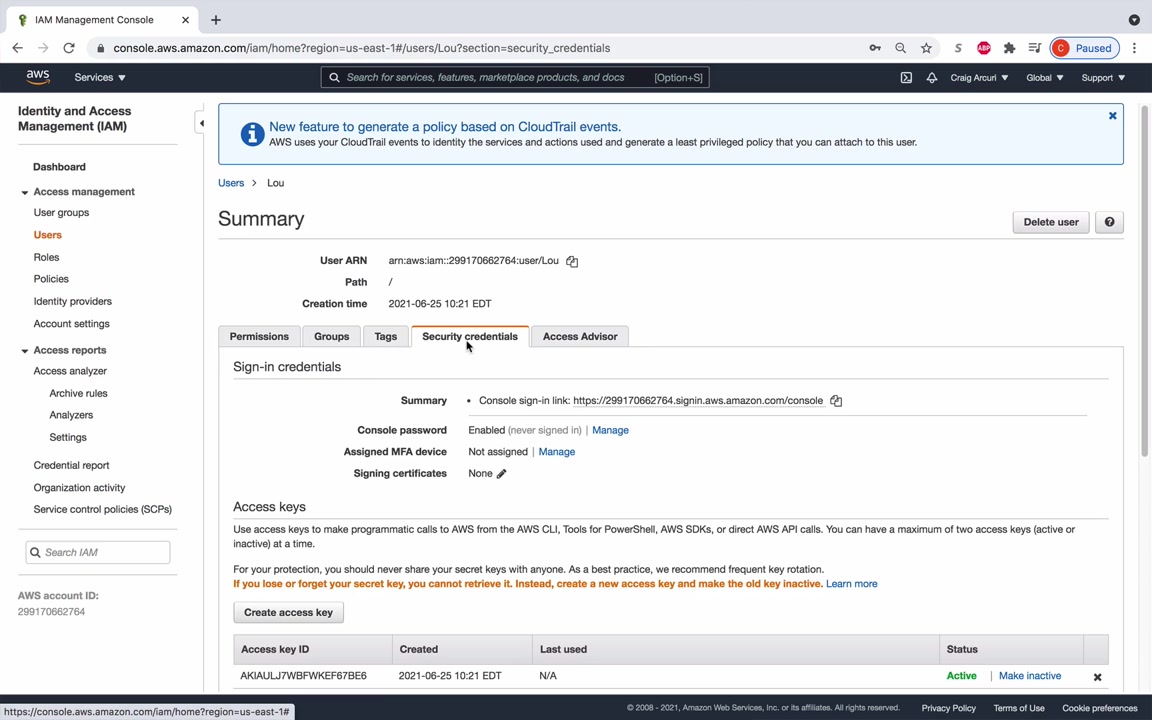 IAM Management Console
console.aws.amazon.com/iam/home?region=us-east-1#/users/Lou?section=security_credentials
S
ABP
C Paused
aws
Services
Search for services, features, marketplace products, and docs [Option+S]
Craig Arcuri
Global
Support
Identity and Access
Management (IAM)
Dashboard
Access management
User groups
Users
Roles
Policies
Identity providers
Account settings
Access reports
Access analyzer
Archive rules
Analyzers
Settings
Credential report
Organization activity
Service control policies (SCPs)
Search IAM
AWS account ID:
299170662764
New feature to generate a policy based on CloudTrail events.
AWS uses your CloudTrail events to identify the services and actions used and generate a least privileged policy that you can attach to this user.
Users > Lou
Summary
Delete user
User ARN arn:aws:iam::299170662764:user/Lou
Path /
Creation time 2021-06-25 10:21 EDT
Permissions Groups Tags Security credentials Access Advisor
Sign-in credentials
Summary • Console sign-in link: https://299170662764.signin.aws.amazon.com/console
Console password Enabled (never signed in) | Manage
Assigned MFA device Not assigned | Manage
Signing certificates None
Access keys
Use access keys to make programmatic calls to AWS from the AWS CLI, Tools for PowerShell, AWS SDKs, or direct AWS API calls. You can have a maximum of two access keys (active or
inactive) at a time.
For your protection, you should never share your secret keys with anyone. As a best practice, we recommend frequent key rotation.
If you lose or forget your secret key, you cannot retrieve it. Instead, create a new access key and make the old key inactive. Learn more
Create access key
Access key ID Created Last used Status
AKIAULJ7WBFWKEF67BE6 2021-06-25 10:21 EDT N/A Active | Make inactive
https://console.aws.amazon.com/iam/home?region=us-east-1#
© 2008 - 2021, Amazon Web Services, Inc. or its affiliates. All rights reserved. Privacy Policy Terms of Use Cookie preferences